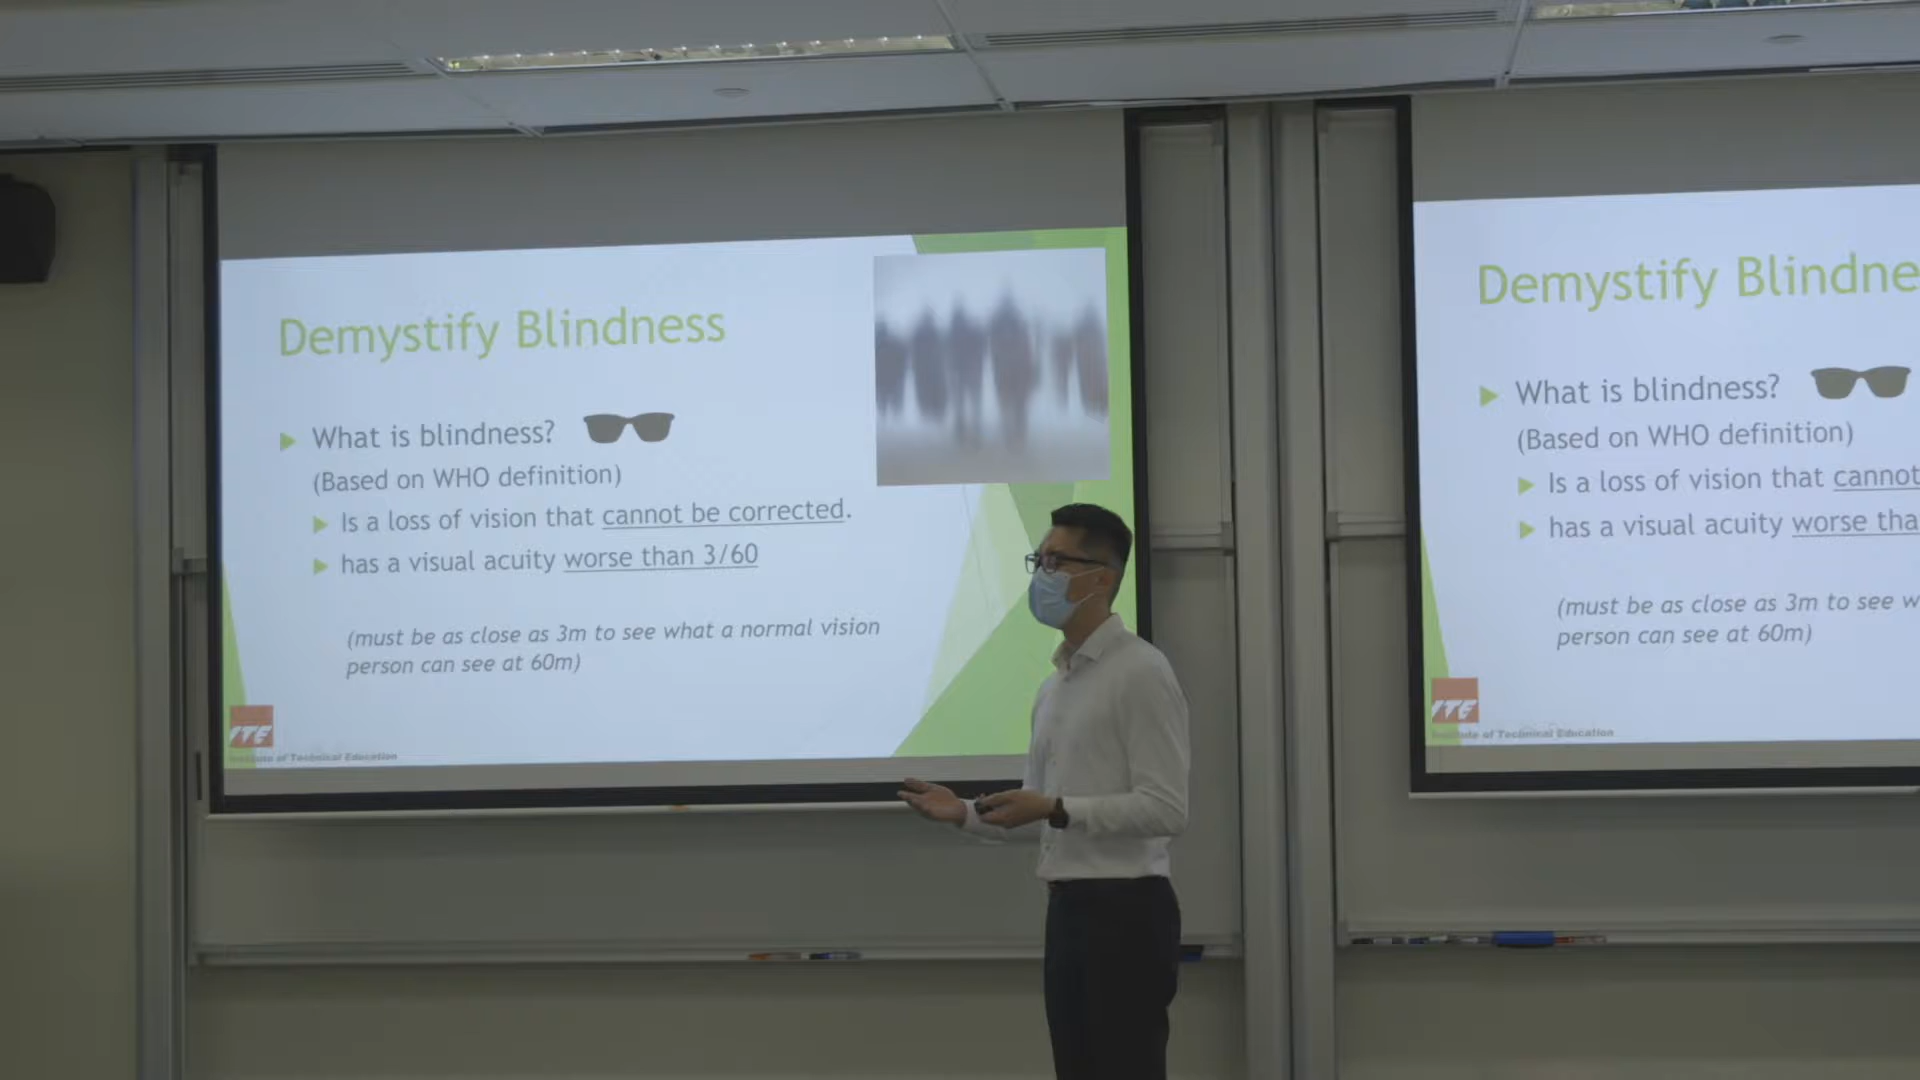 Demystify Blindness
What is blindness?
(Based on WHO definition)
Is a loss of vision that cannot be corrected.
has a visual acuity worse than 3/60
(must be as close as 3m to see what a normal vision
person can see at 60m)
ITE
Institute of Technical Education
Demystify Blindne
What is blindness?
(Based on WHO definition)
Is a loss of vision that cannot
has a visual acuity worse tha
(must be as close as 3m to see w
person can see at 60m)
ITE
Institute of Technical Education